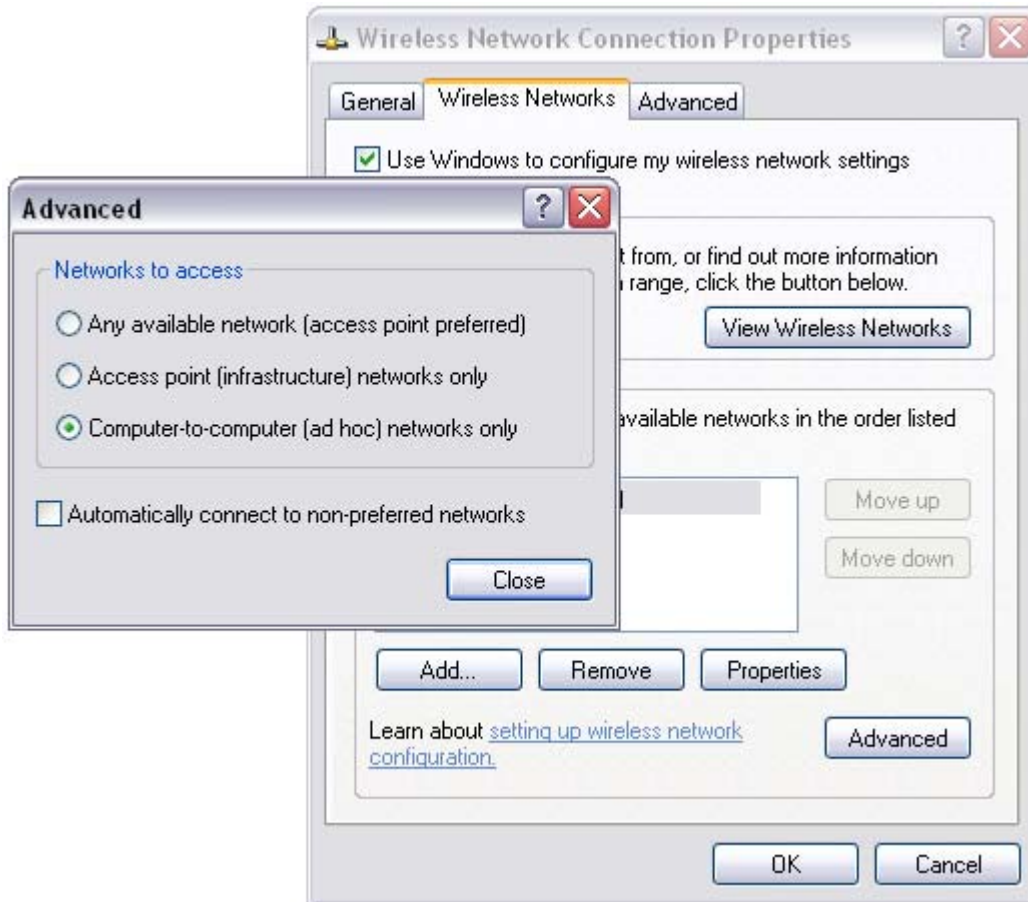 Wireless Network Connection Properties
General
Wireless Networks
Advanced
Use Windows to configure my wireless network settings
from, or find out more information
range, click the button below.
View Wireless Networks
available networks in the order listed
Move up
Move down
Add...
Remove
Properties
Learn about setting up wireless network
configuration.
Advanced
OK
Cancel
Advanced
Networks to access
Any available network (access point preferred)
Access point (infrastructure) networks only
Computer-to-computer (ad hoc) networks only
Automatically connect to non-preferred networks
Close